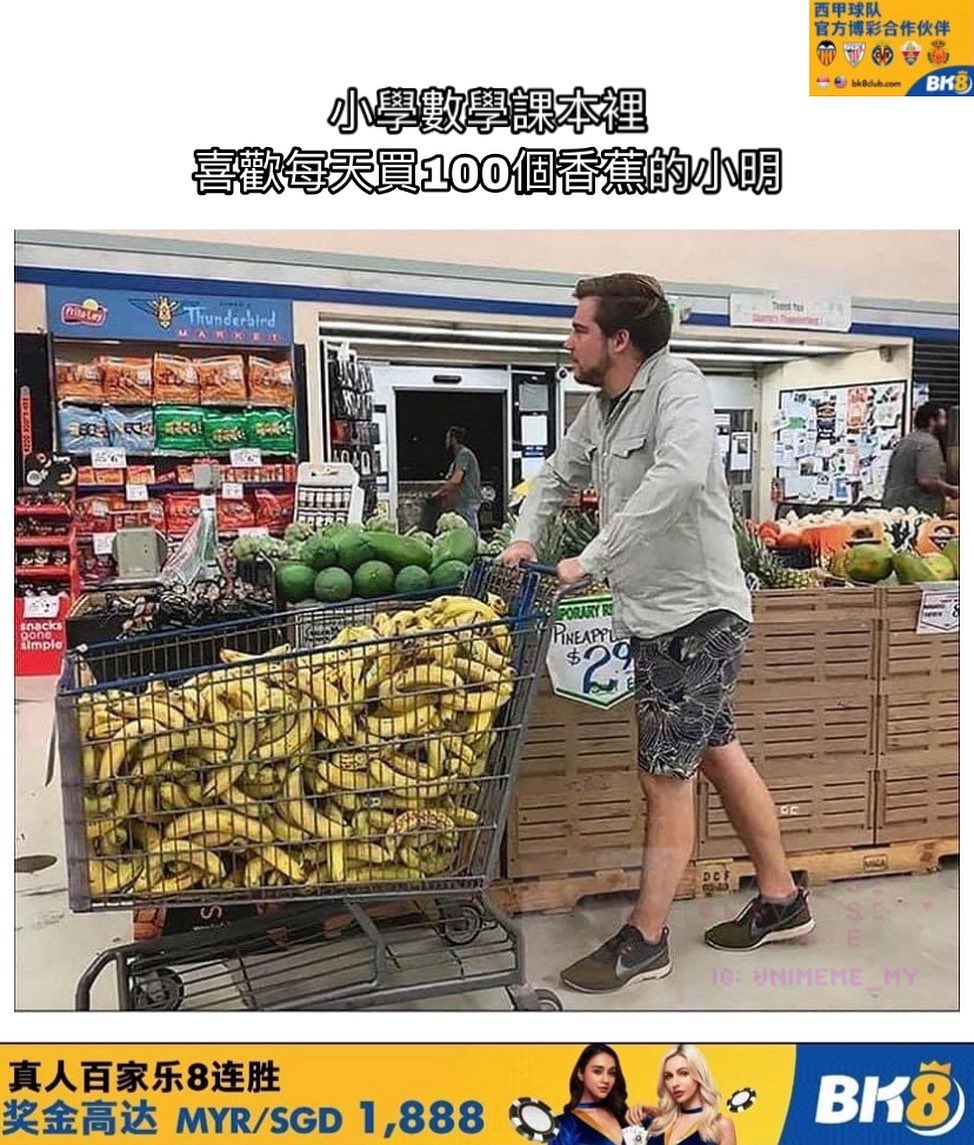 西甲球队
官方博彩合作伙伴
bk8club.com
BK8
小學數學課本裡
喜歡每天買100個香蕉的小明
Frito Lay
Thunderbird
MARKET
Thank You
snacks
gone
simple
PINEAPPL
$2
DCF
IG: UNIMEME_MY
真人百家乐8连胜
奖金高达 MYR/SGD 1,888
BK8